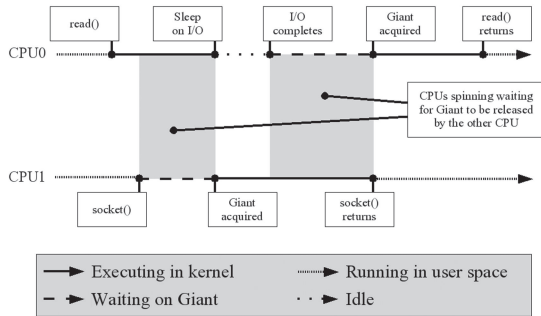 read()
Sleep
on I/O
I/O
completes
Giant
acquired
read()
returns
CPU0
CPUs spinning waiting
for Giant to be released
by the other CPU
CPU1
socket()
Giant
acquired
socket()
returns
Executing in kernel
Running in user space
Waiting on Giant
Idle